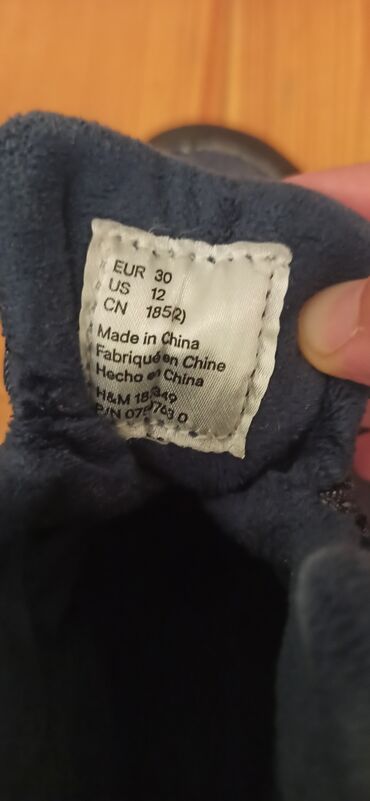 EUR 30
US 12
CN 185(2)
Made in China
Fabriqué en Chine
Hecho en China
H&M
P/N